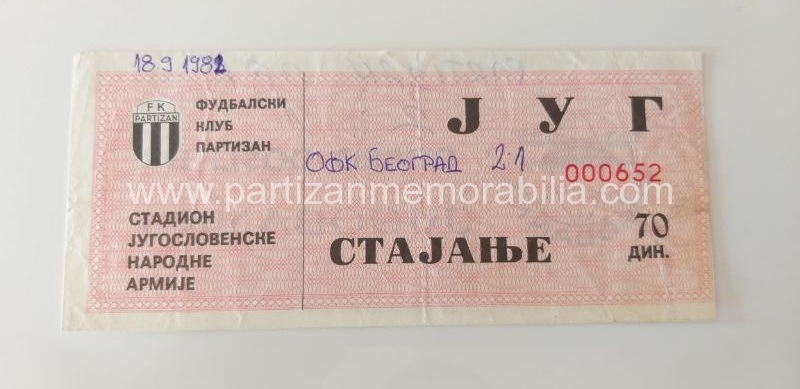 18 9 1982
FK
PARTIZAN
ФУДБАЛСКИ
КЛУБ
ПАРТИЗАН
ЈУГ
ОФК БЕОГРАД 2:1
000652
www.partizanmemorabilia.com
СТАДИОН
ЈУГОСЛОВЕНСКЕ
НАРОДНЕ
АРМИЈЕ
СТАЈАЊЕ
70
ДИН.